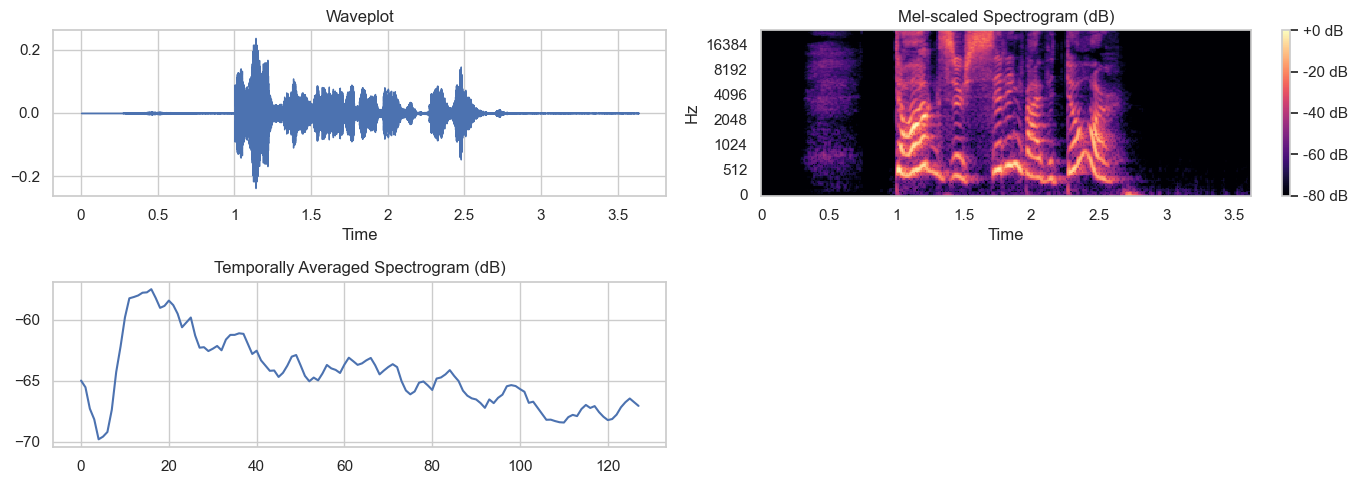 Waveplot
0.2
0.0
−0.2
0 0.5 1 1.5 2 2.5 3 3.5
Time
Mel-scaled Spectrogram (dB)
Hz
16384
8192
4096
2048
1024
512
0
0 0.5 1 1.5 2 2.5 3 3.5
Time
+0 dB
-20 dB
-40 dB
-60 dB
-80 dB
Temporally Averaged Spectrogram (dB)
−60
−65
−70
0 20 40 60 80 100 120